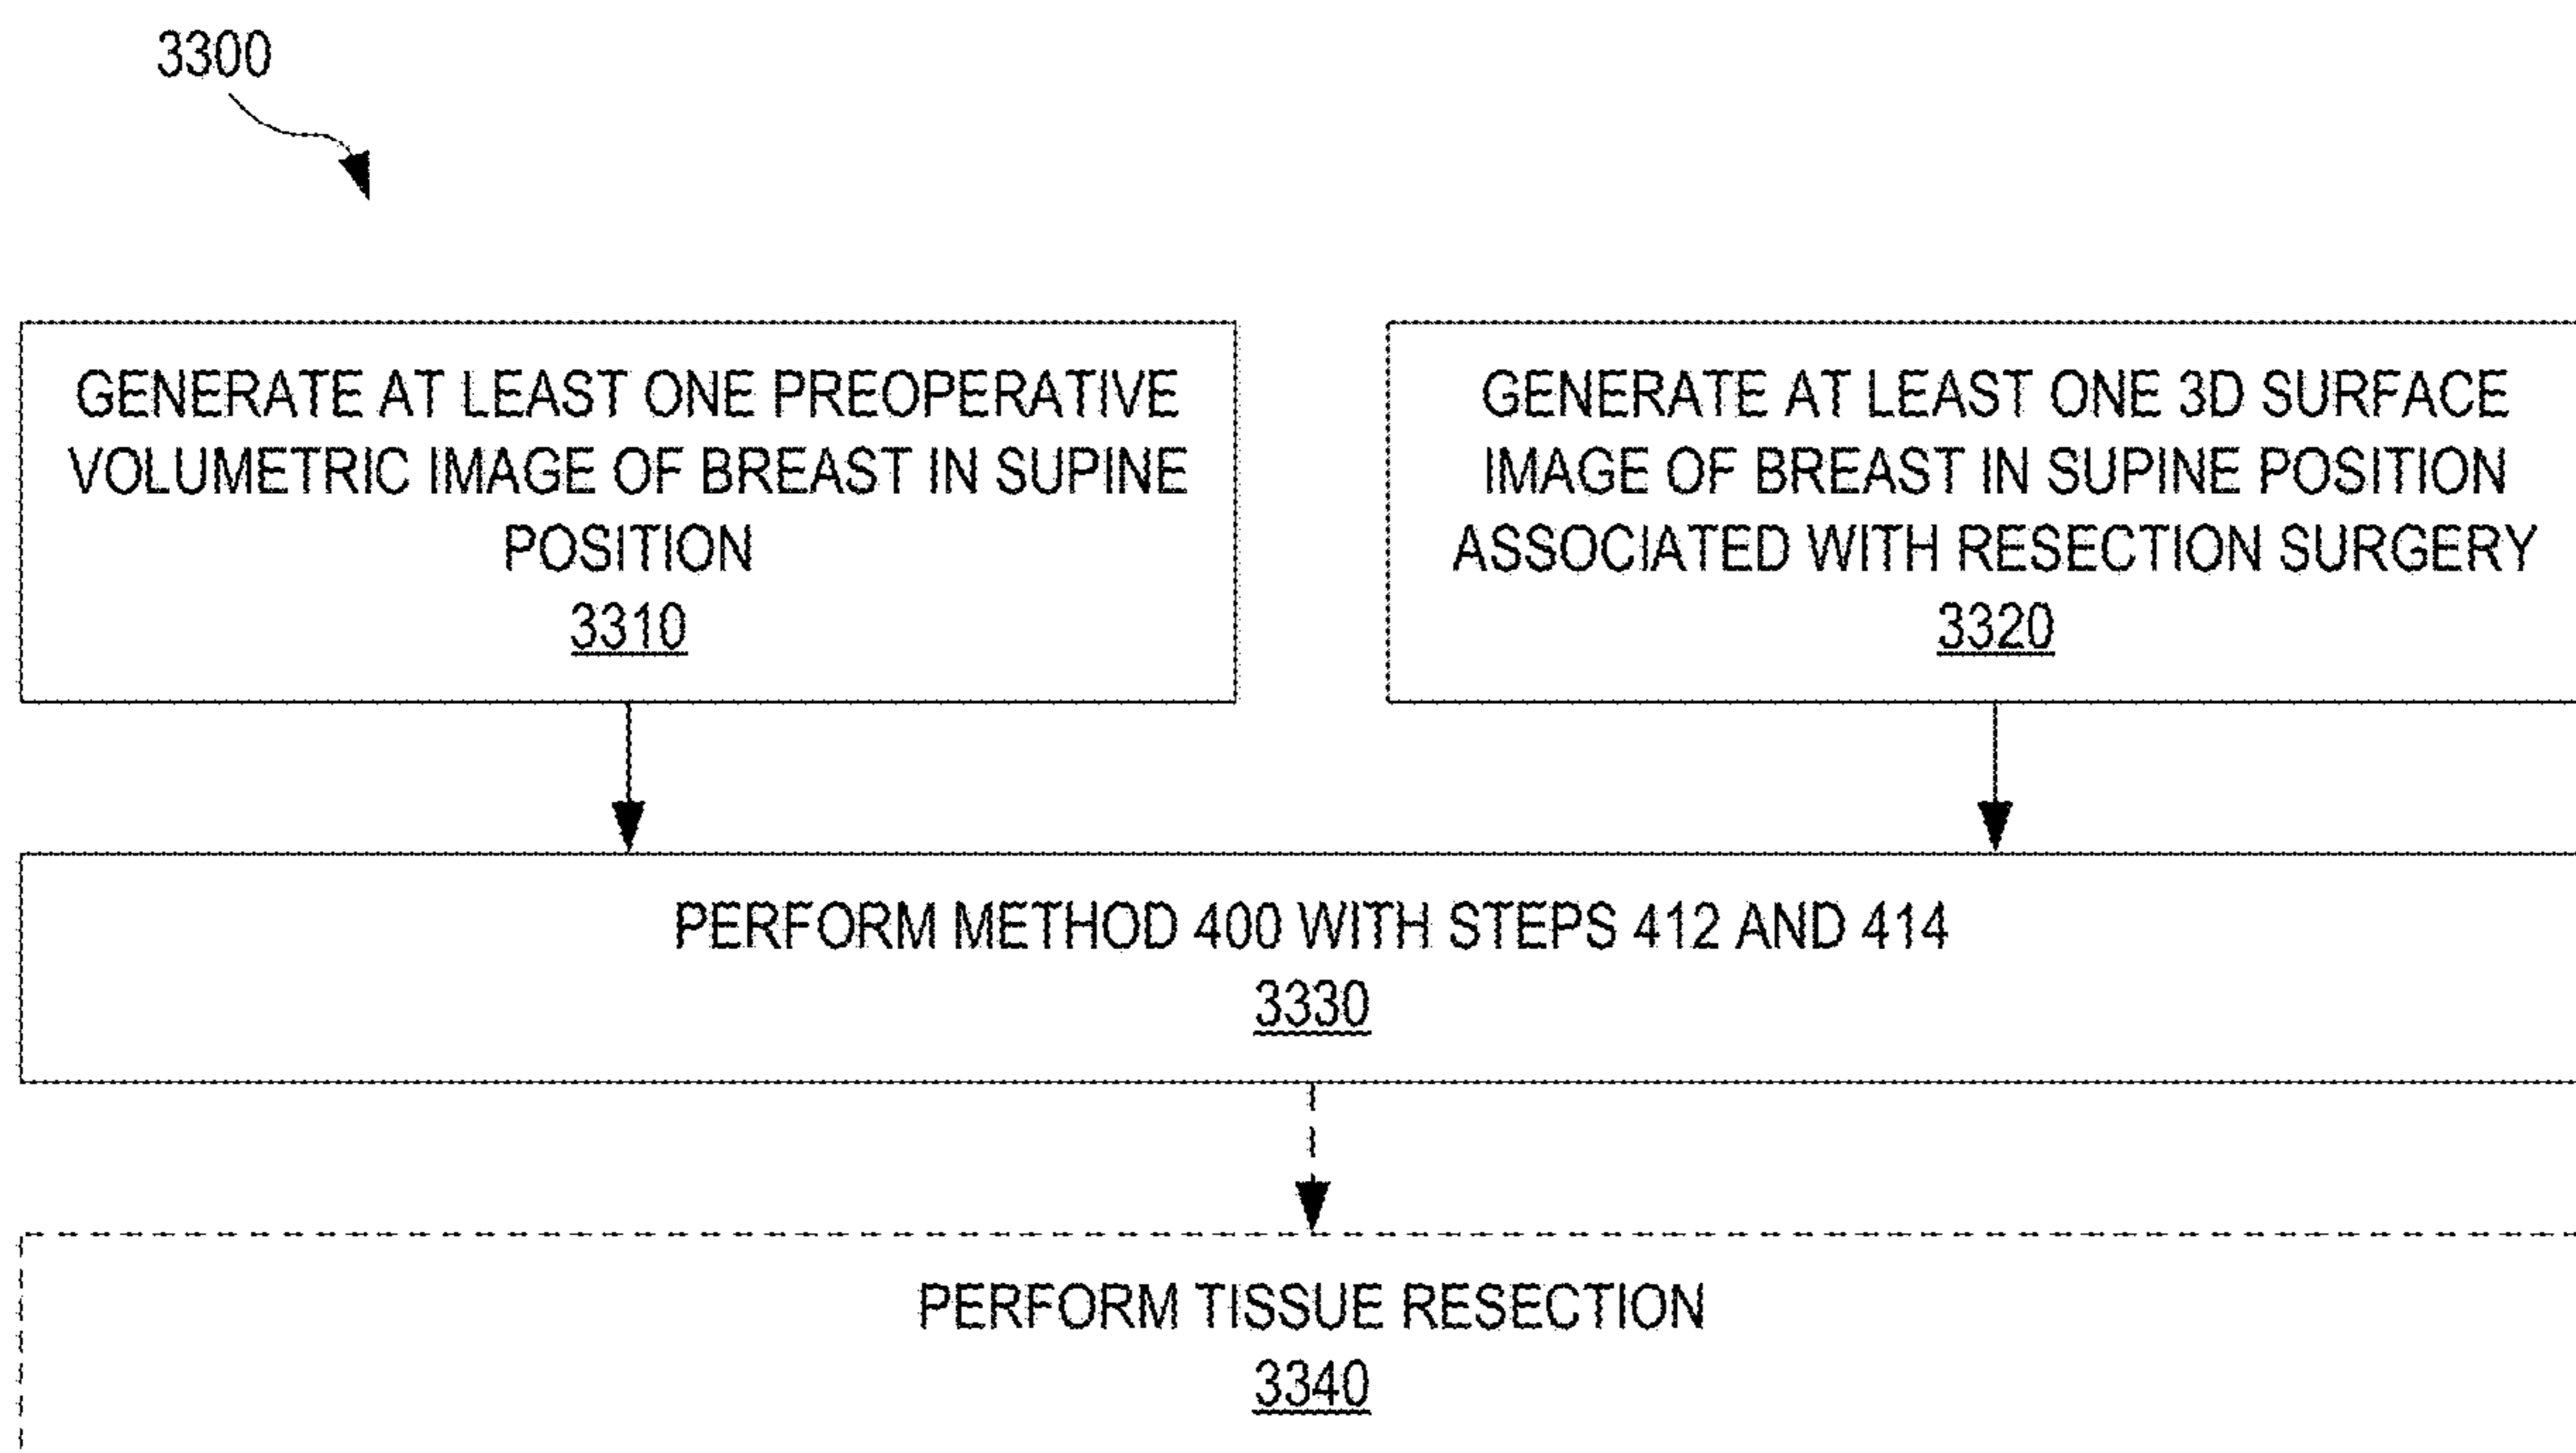 3300
GENERATE AT LEAST ONE PREOPERATIVE
VOLUMETRIC IMAGE OF BREAST IN SUPINE
POSITION
3310
GENERATE AT LEAST ONE 3D SURFACE
IMAGE OF BREAST IN SUPINE POSITION
ASSOCIATED WITH RESECTION SURGERY
3320
PERFORM METHOD 400 WITH STEPS 412 AND 414
3330
PERFORM TISSUE RESECTION
3340